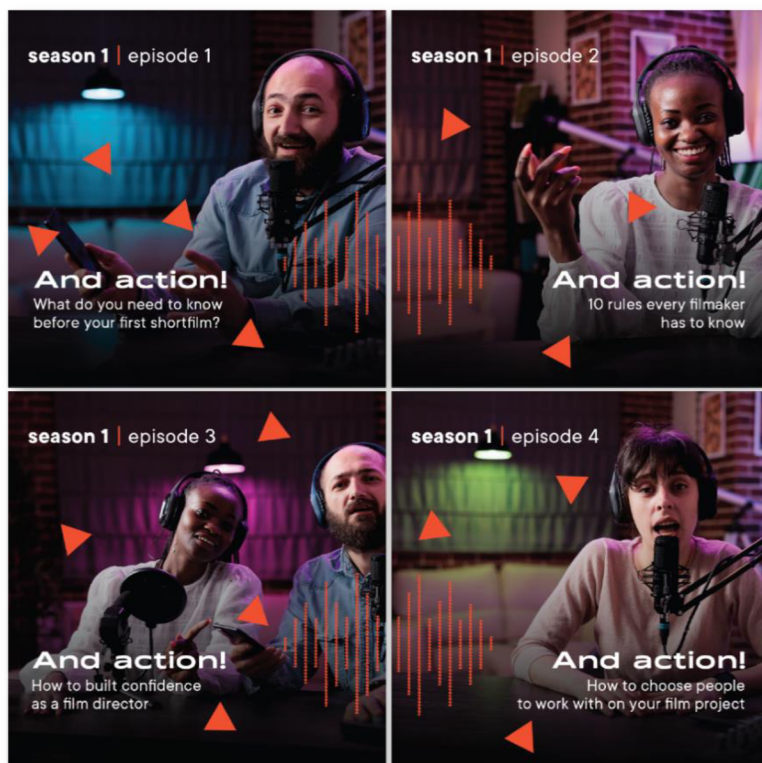 season 1 | episode 1
And action!
What do you need to know
before your first shortfilm?
season 1 | episode 2
And action!
10 rules every filmaker
has to know
season 1 | episode 3
And action!
How to built confidence
as a film director
season 1 | episode 4
And action!
How to choose people
to work with on your film project